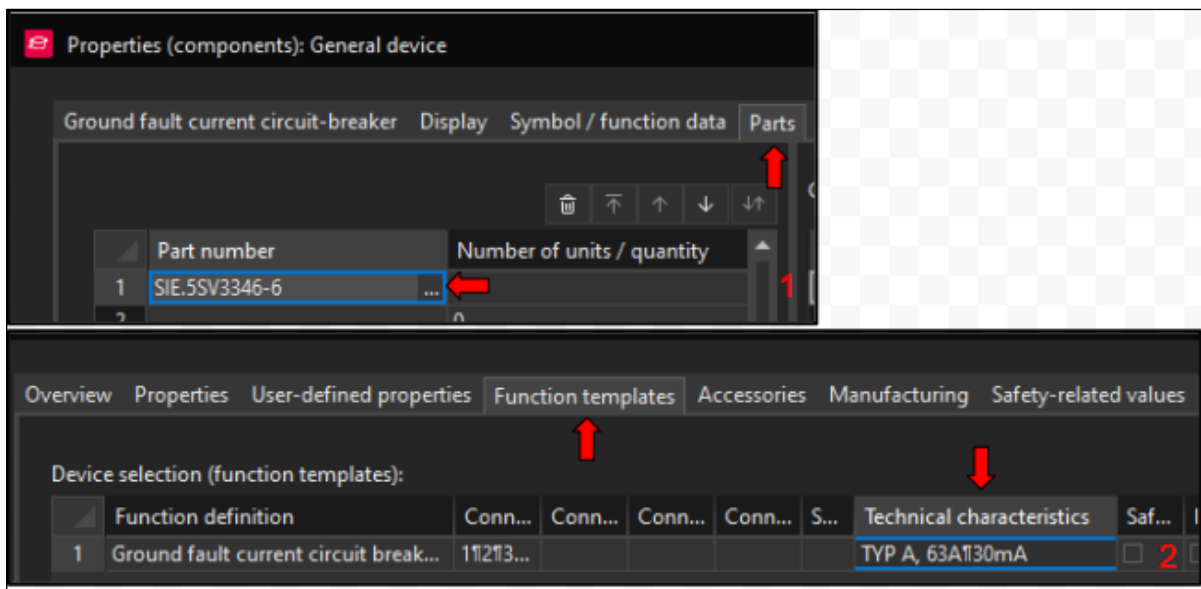 Properties (components): General device
Ground fault current circuit-breaker Display Symbol / function data Parts
Part number Number of units / quantity
1 SIE.5SV3346-6 ... 1
2 0
Overview Properties User-defined properties Function templates Accessories Manufacturing Safety-related values
Device selection (function templates):
Function definition Conn... Conn... Conn... Conn... S... Technical characteristics Saf...
1 Ground fault current circuit break... 1¶2¶3... TYP A, 63A¶30mA 2